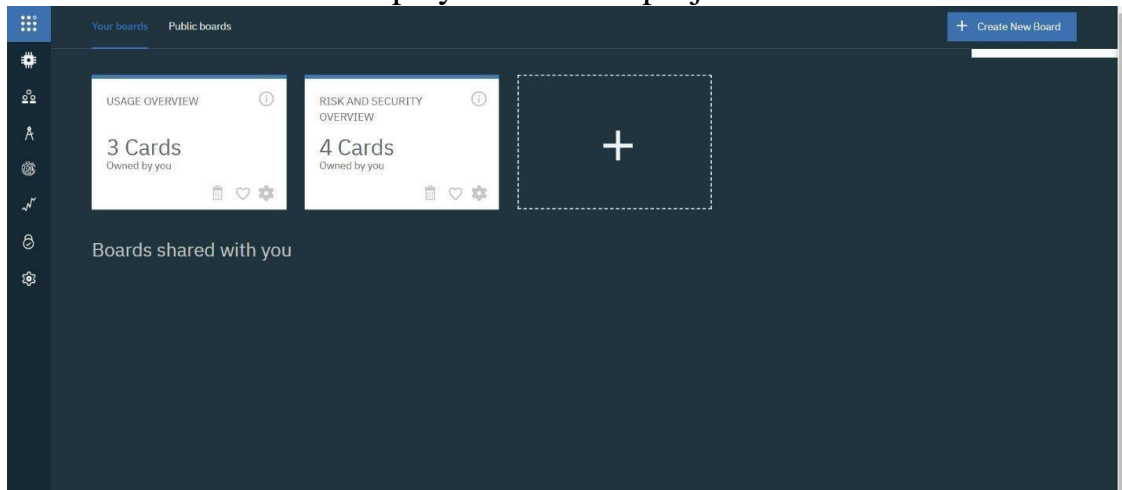 Your boards Public boards
+ Create New Board
USAGE OVERVIEW
3 Cards
Owned by you
RISK AND SECURITY
OVERVIEW
4 Cards
Owned by you
Boards shared with you